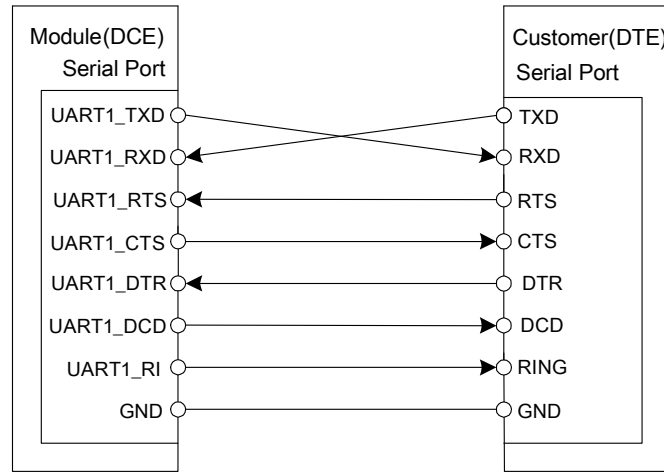 Module(DCE)
Serial Port
UART1_TXD
UART1_RXD
UART1_RTS
UART1_CTS
UART1_DTR
UART1_DCD
UART1_RI
GND
Customer(DTE)
Serial Port
TXD
RXD
RTS
CTS
DTR
DCD
RING
GND